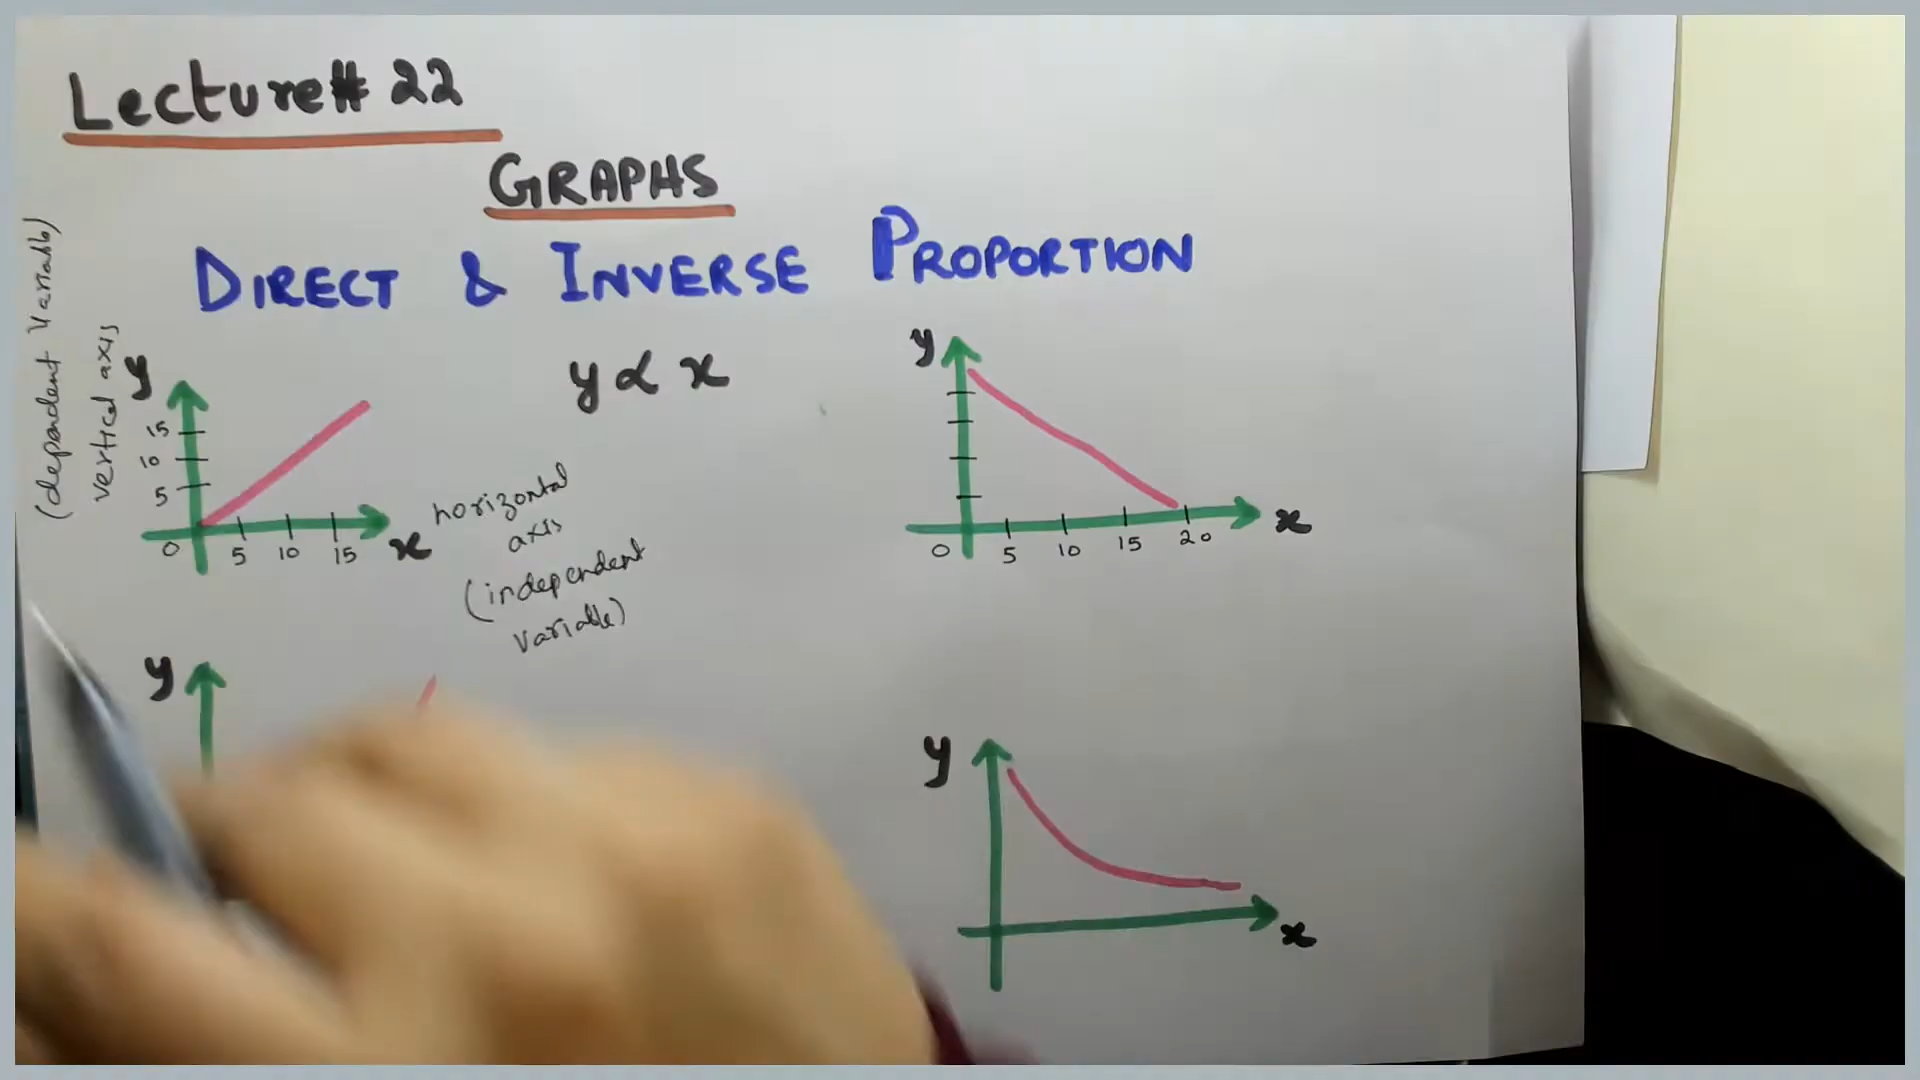 Lecture# 22
GRAPHS
DIRECT & INVERSE PROPORTION
(dependent Variable)
vertical axis
y
15
10
5
0
5 10 15
x
horizontal
axis
(independent
variable)
y ∝ x
y
0 5 10 15 20
x
y
y
x